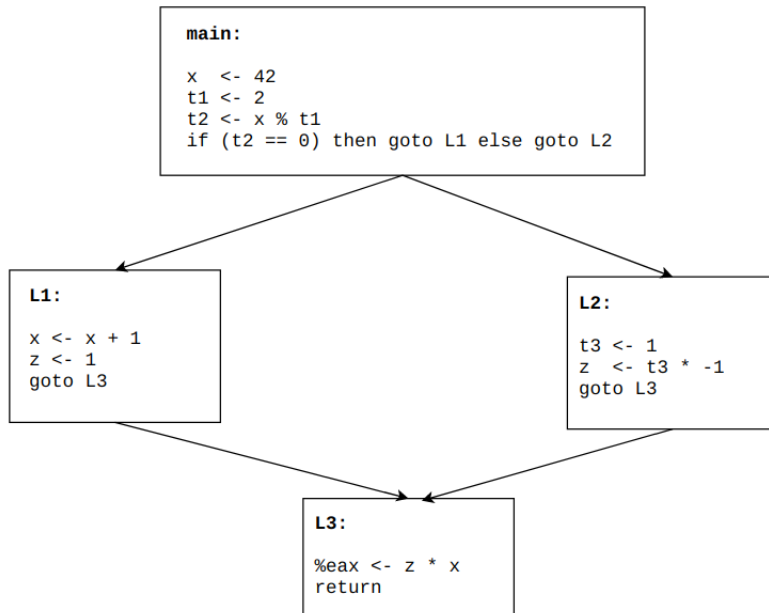 main:
x <- 42
t1 <- 2
t2 <- x % t1
if (t2 == 0) then goto L1 else goto L2
L1:
x <- x + 1
z <- 1
goto L3
L2:
t3 <- 1
z <- t3 * -1
goto L3
L3:
%eax <- z * x
return